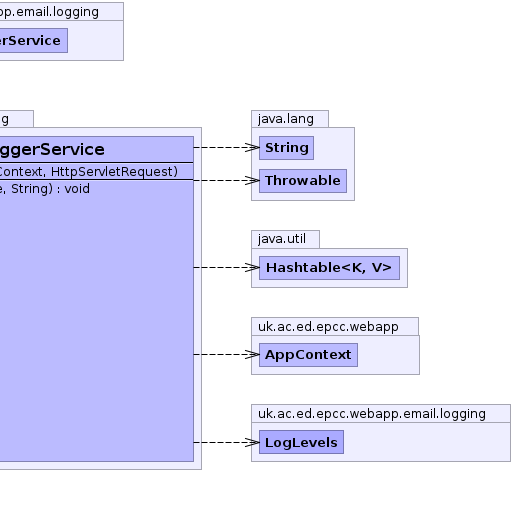 pp.email.logging
erService
g
ggerService
Context, HttpServletRequest)
e, String) : void
java.lang
String
Throwable
java.util
Hashtable<K, V>
uk.ac.ed.epcc.webapp
AppContext
uk.ac.ed.epcc.webapp.email.logging
LogLevels